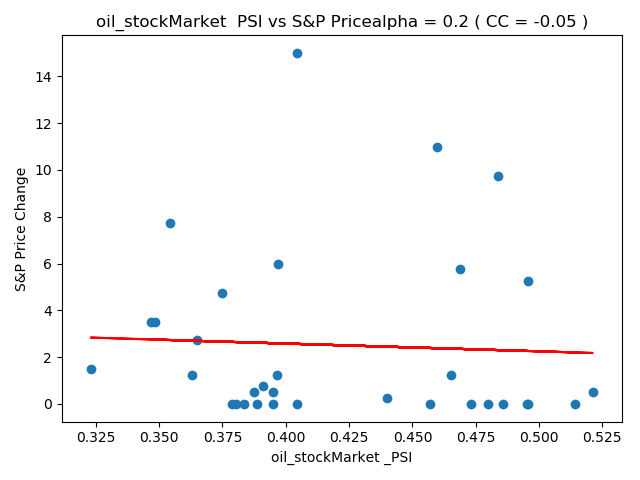 oil_stockMarket  PSI vs S&P Pricealpha = 0.2 ( CC = -0.05 )
S&P Price Change
14
12
10
8
6
4
2
0
0.325 0.350 0.375 0.400 0.425 0.450 0.475 0.500 0.525
oil_stockMarket _PSI